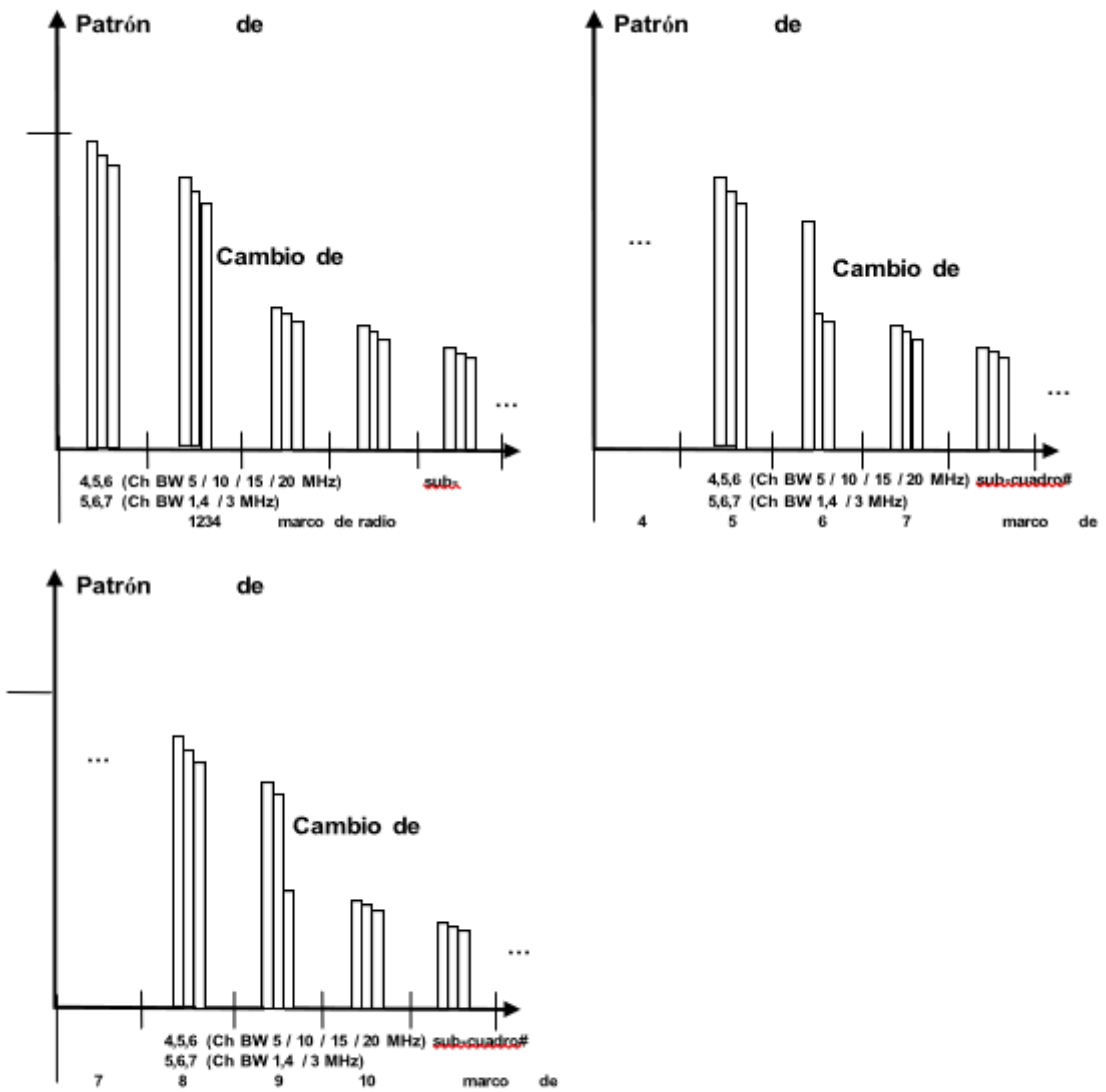 Patrón de
Cambio de
...
4,5,6 (Ch BW 5 / 10 / 15 / 20 MHz) sub
5,6,7 (Ch BW 1,4 / 3 MHz)
1234 marco de radio
Patrón de
...
Cambio de
...
4,5,6 (Ch BW 5 / 10 / 15 / 20 MHz) sub-cuadro#
5,6,7 (Ch BW 1,4 / 3 MHz)
4 5 6 7 marco de
Patrón de
...
Cambio de
...
4,5,6 (Ch BW 5 / 10 / 15 / 20 MHz) sub-cuadro#
5,6,7 (Ch BW 1,4 / 3 MHz)
7 8 9 10 marco de